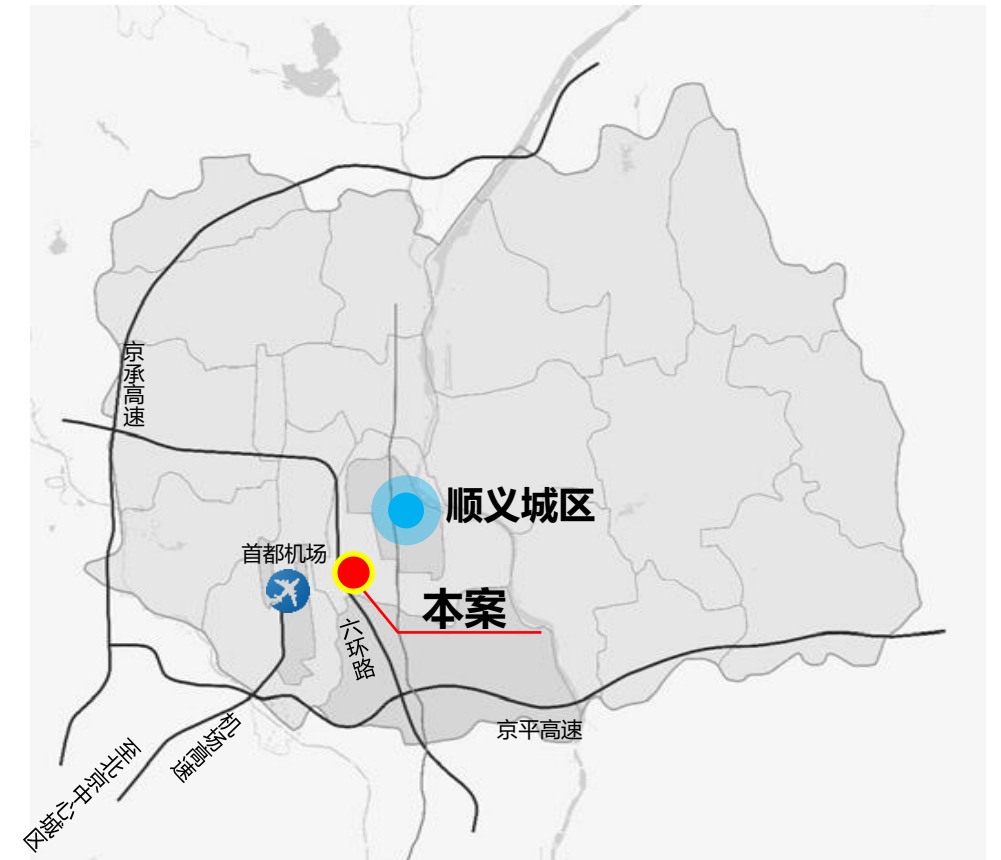 京承高速
顺义城区
首都机场
本案
六环路
京平高速
机场高速
至北京中心城区